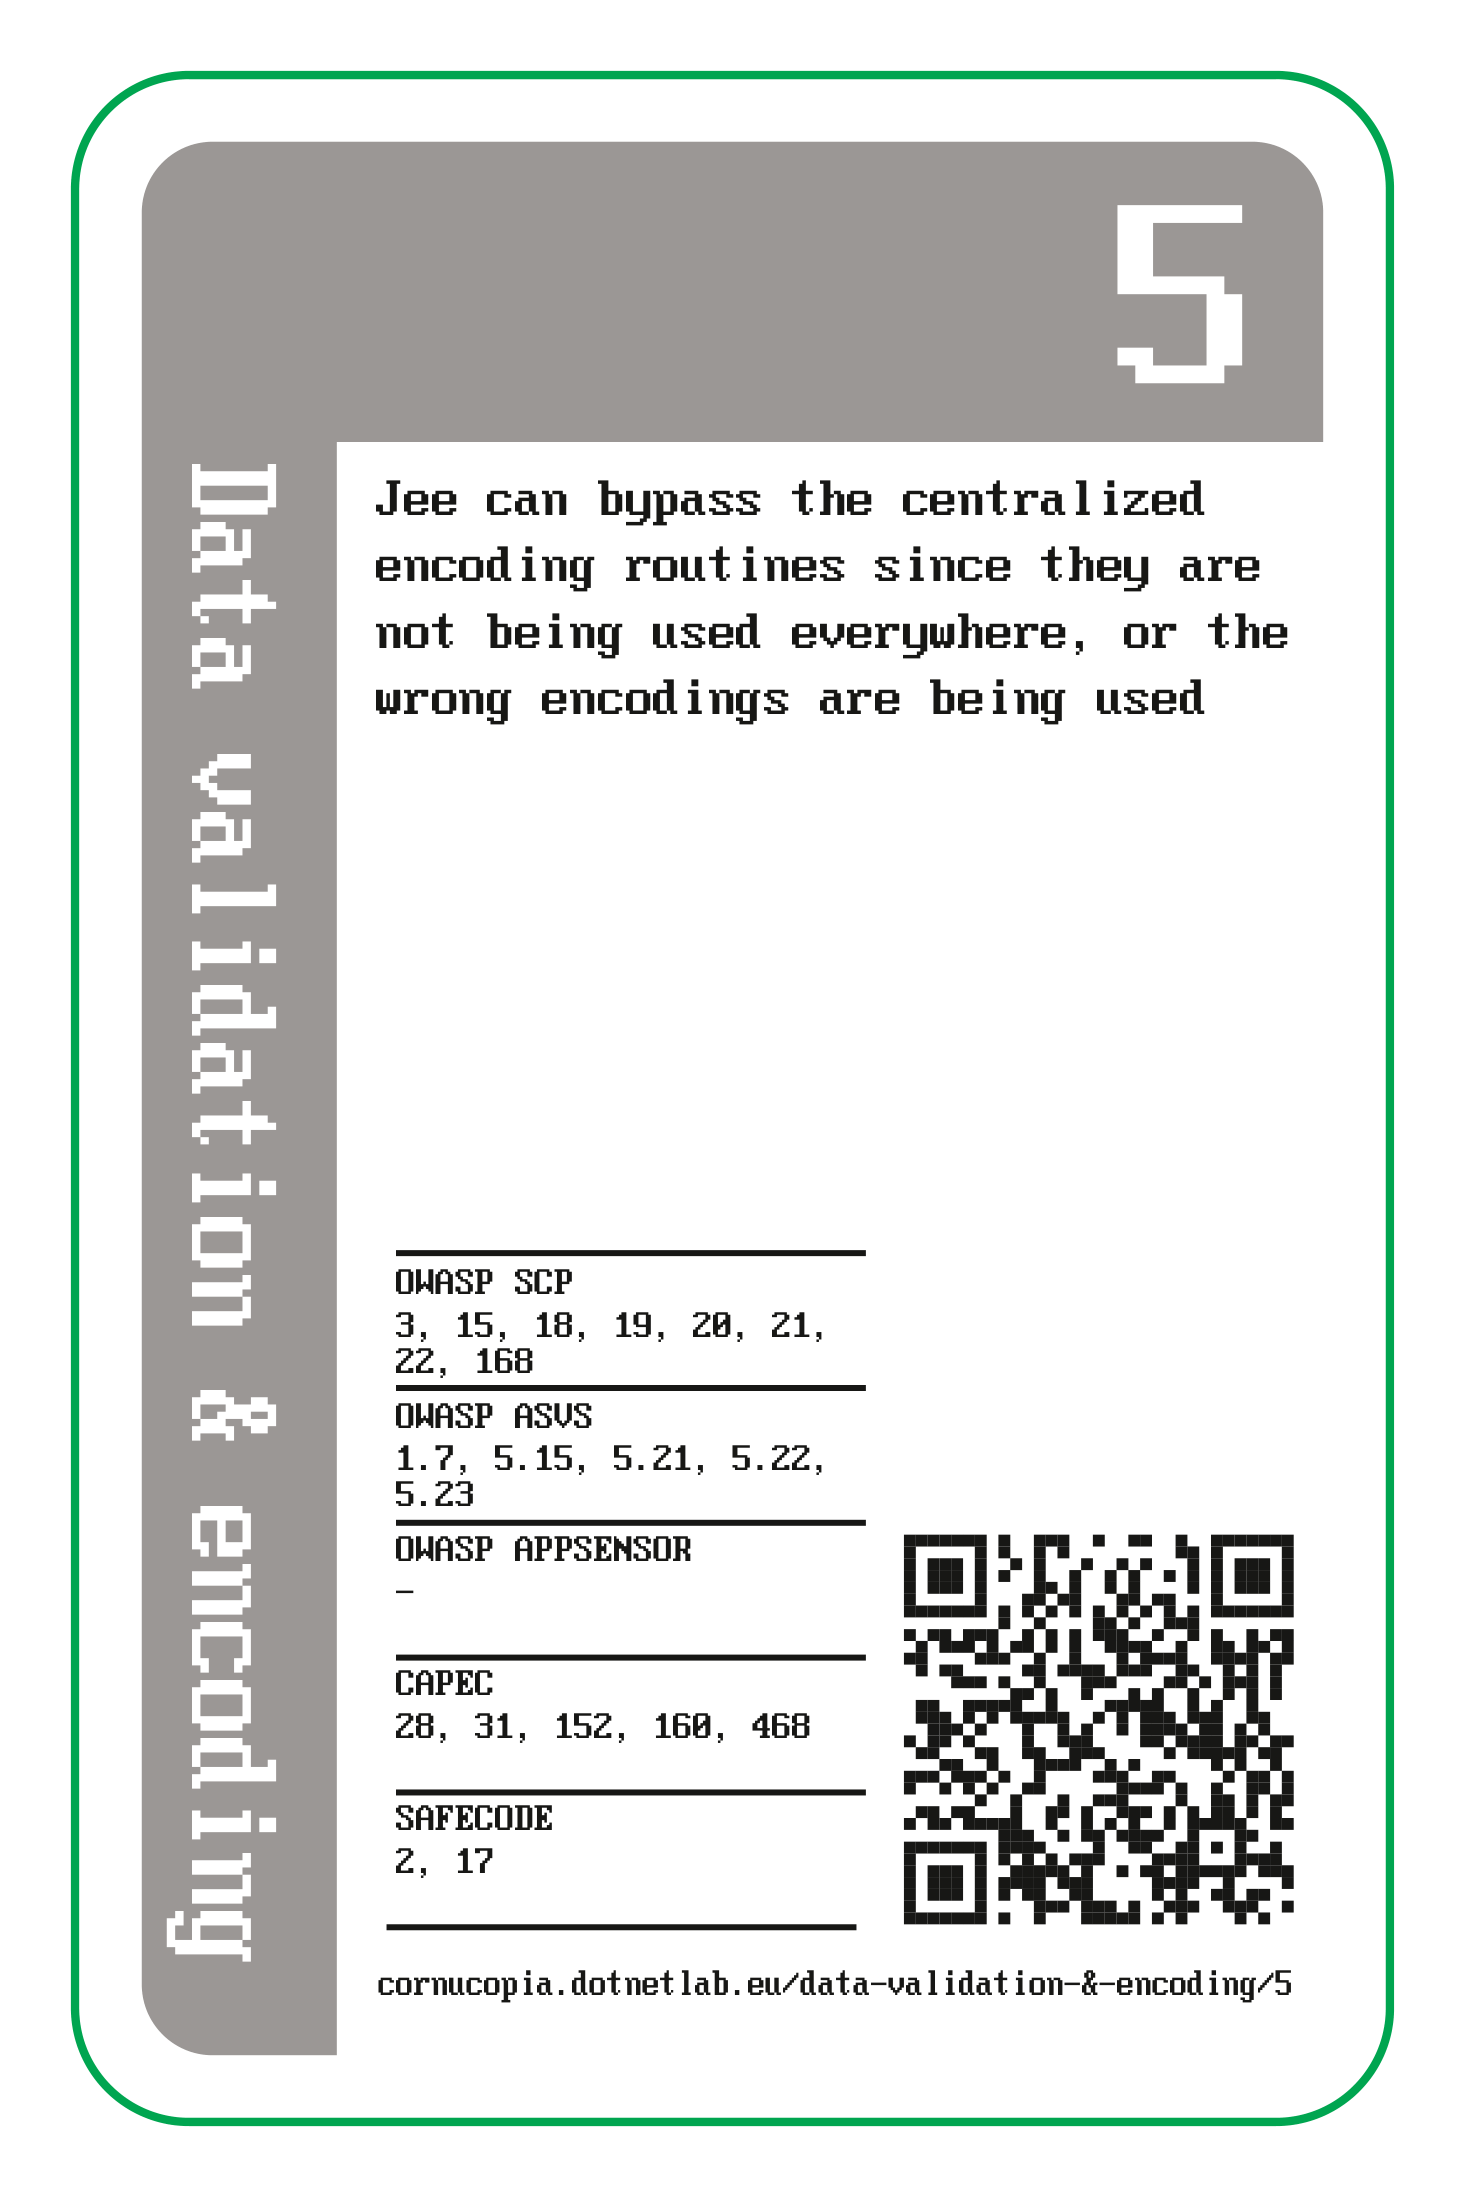 5
Data validation & encoding
Jee can bypass the centralized
encoding routines since they are
not being used everywhere, or the
wrong encodings are being used
OWASP SCP
3, 15, 18, 19, 20, 21,
22, 168
OWASP ASVS
1.7, 5.15, 5.21, 5.22,
5.23
OWASP APPSENSOR
–
CAPEC
28, 31, 152, 160, 468
SAFECODE
2, 17
cornucopia.dotnetlab.eu/data-validation-&-encoding/5